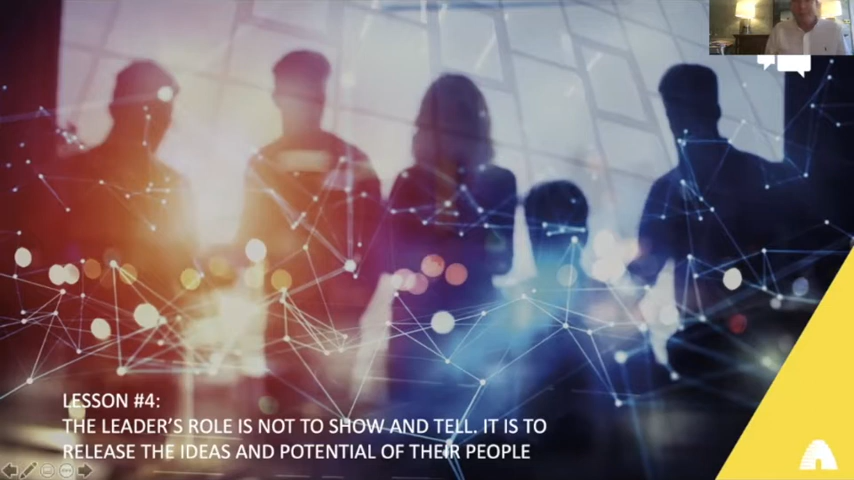 LESSON #4:
THE LEADER'S ROLE IS NOT TO SHOW AND TELL. IT IS TO
RELEASE THE IDEAS AND POTENTIAL OF THEIR PEOPLE